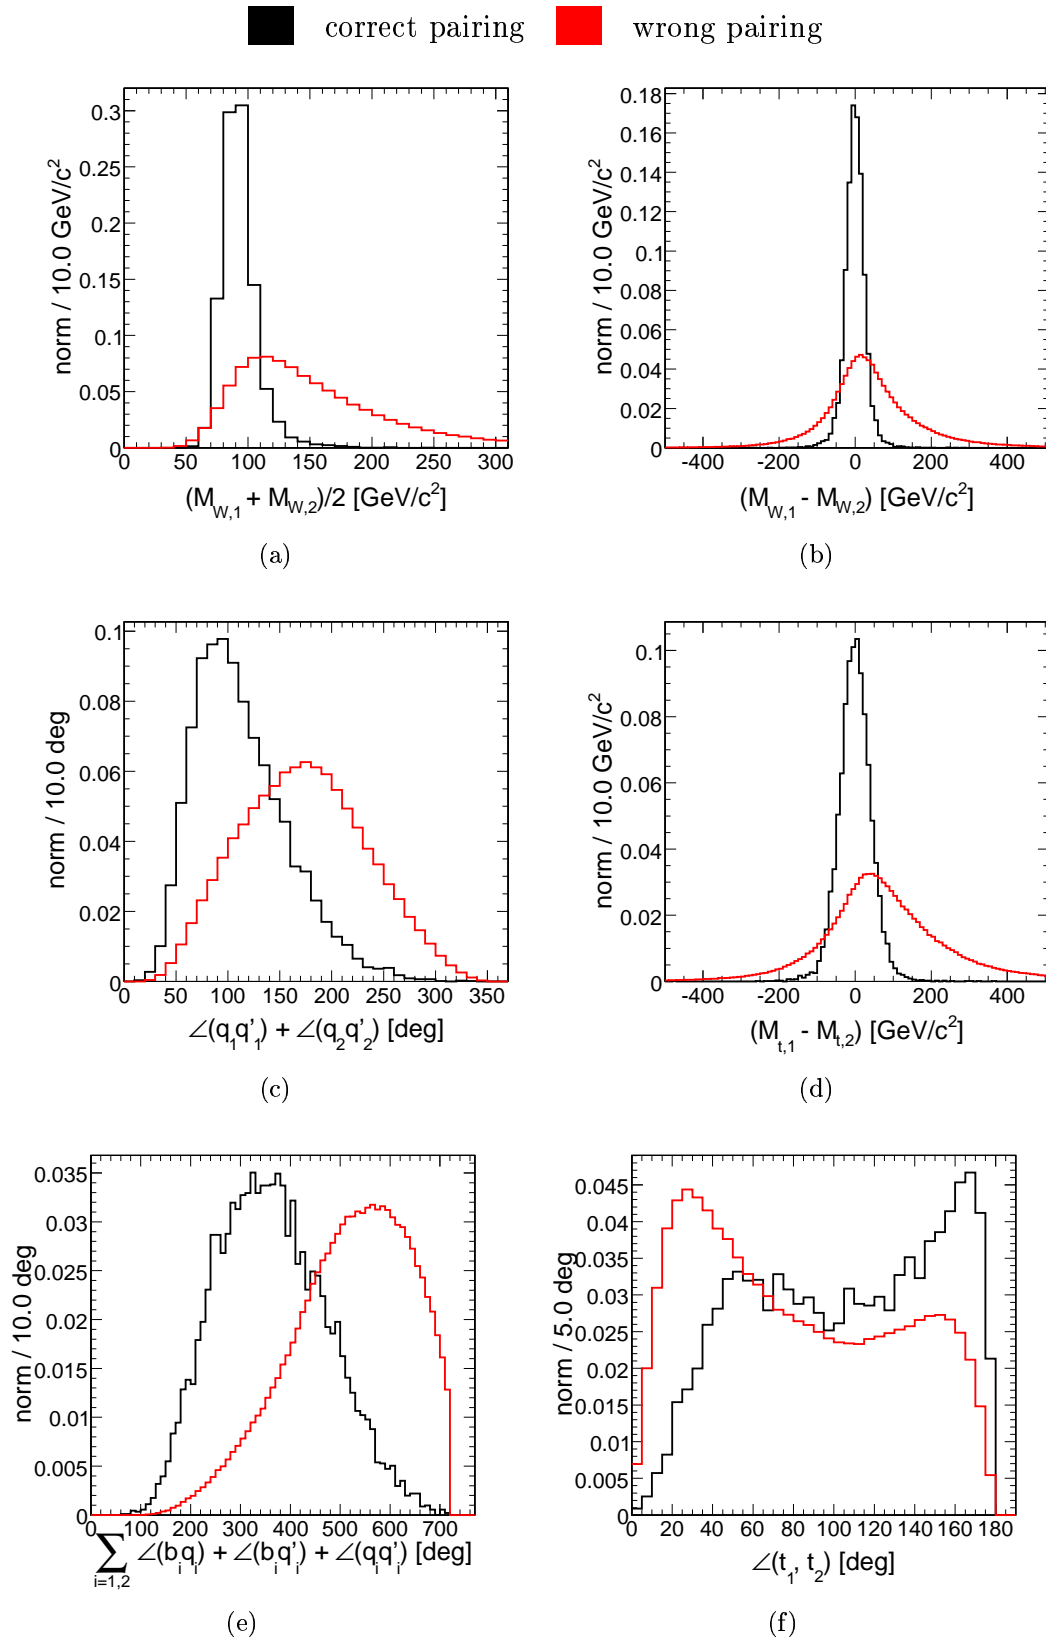 correct pairing wrong pairing
norm / 10.0 GeV/c²
0.3
0.25
0.2
0.15
0.1
0.05
0
0 50 100 150 200 250 300
(M_W,1 + M_W,2)/2 [GeV/c²]
(a)
norm / 10.0 GeV/c²
0.18
0.16
0.14
0.12
0.1
0.08
0.06
0.04
0.02
0
-400 -200 0 200 400
(M_W,1 - M_W,2) [GeV/c²]
(b)
norm / 10.0 deg
0.1
0.08
0.06
0.04
0.02
0
0 50 100 150 200 250 300 350
∠(q₁q'₁) + ∠(q₂q'₂) [deg]
(c)
norm / 10.0 GeV/c²
0.1
0.08
0.06
0.04
0.02
0
-400 -200 0 200 400
(M_t,1 - M_t,2) [GeV/c²]
(d)
norm / 10.0 deg
0.035
0.03
0.025
0.02
0.015
0.01
0.005
0
0 100 200 300 400 500 600 700
∑ ∠(b_i q_i) + ∠(b_i q'_i) + ∠(q_i q'_i) [deg]
i=1,2
(e)
norm / 5.0 deg
0.045
0.04
0.035
0.03
0.025
0.02
0.015
0.01
0.005
0
0 20 40 60 80 100 120 140 160 180
∠(t₁, t₂) [deg]
(f)